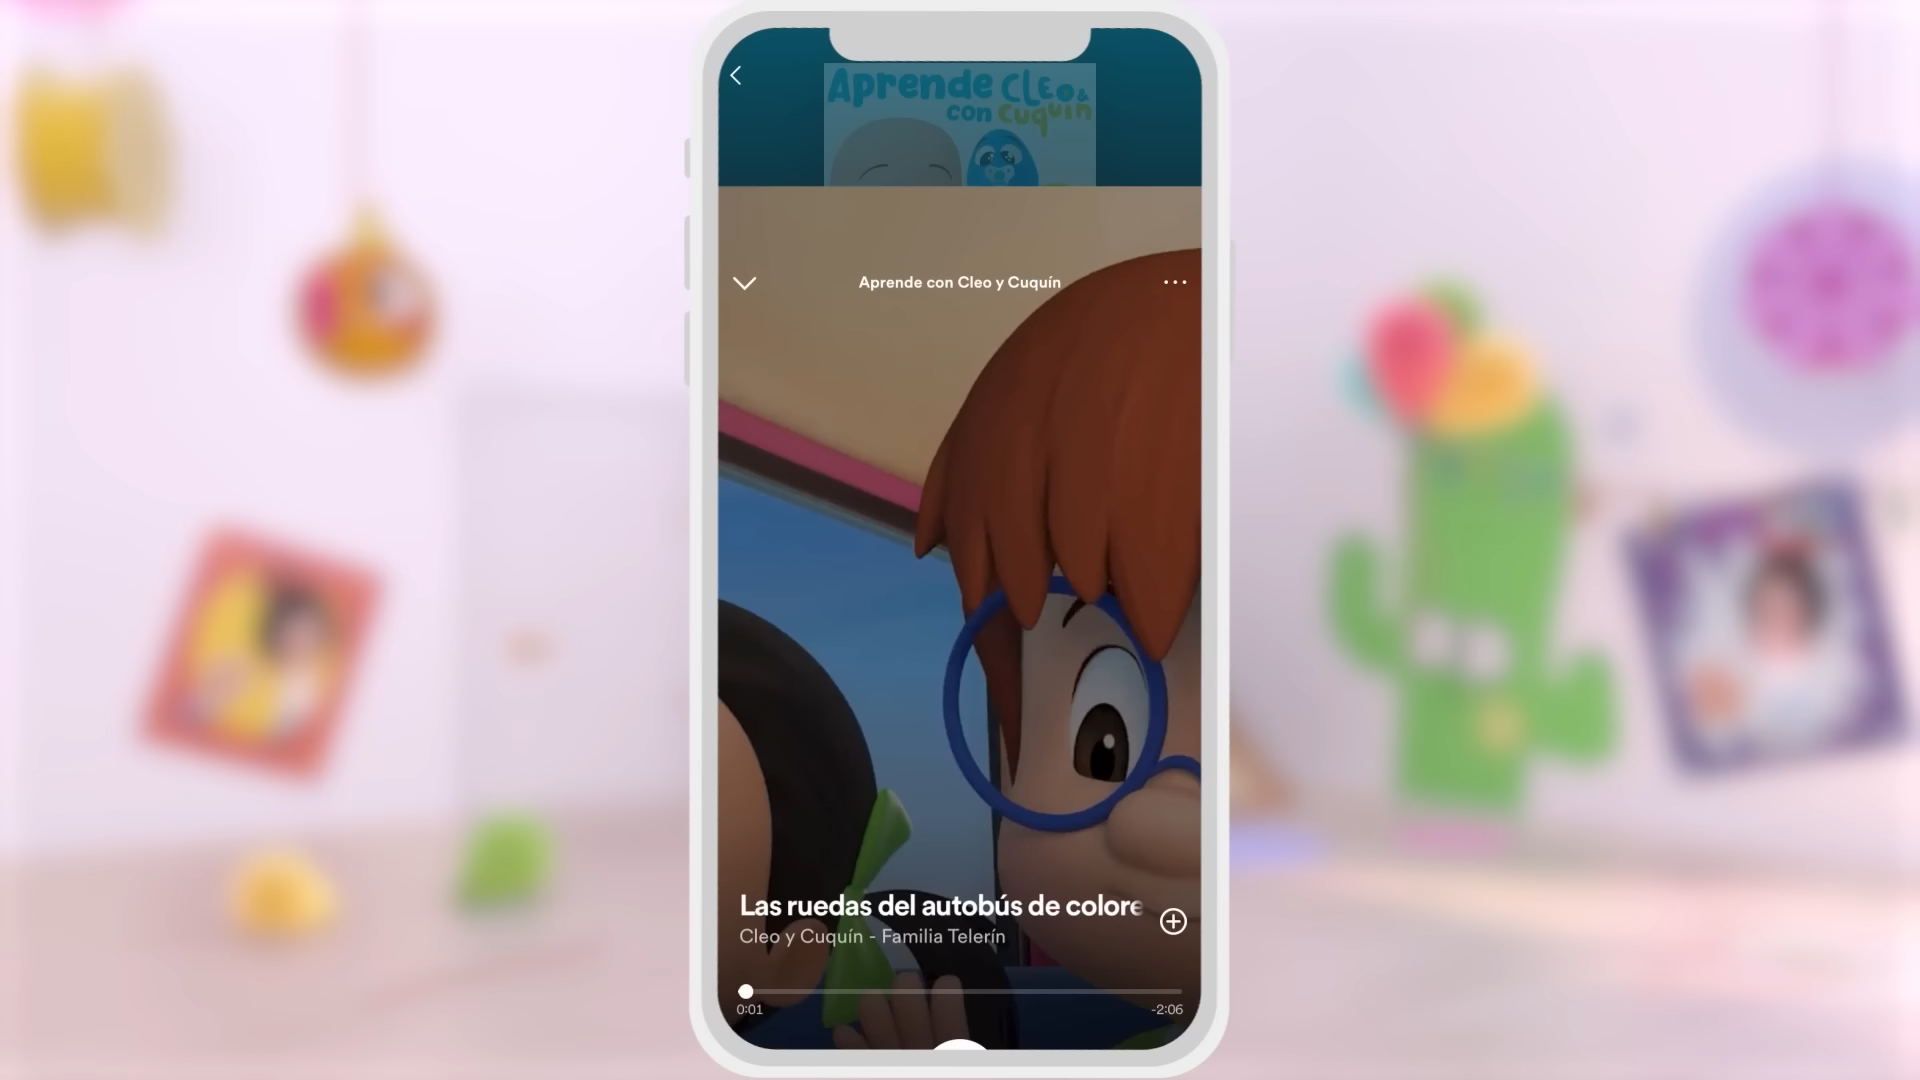 Aprende CLEO &
con cuquín
Aprende con Cleo y Cuquín
Las ruedas del autobús de colore
Cleo y Cuquín - Familia Telerín
0:01
-2:06